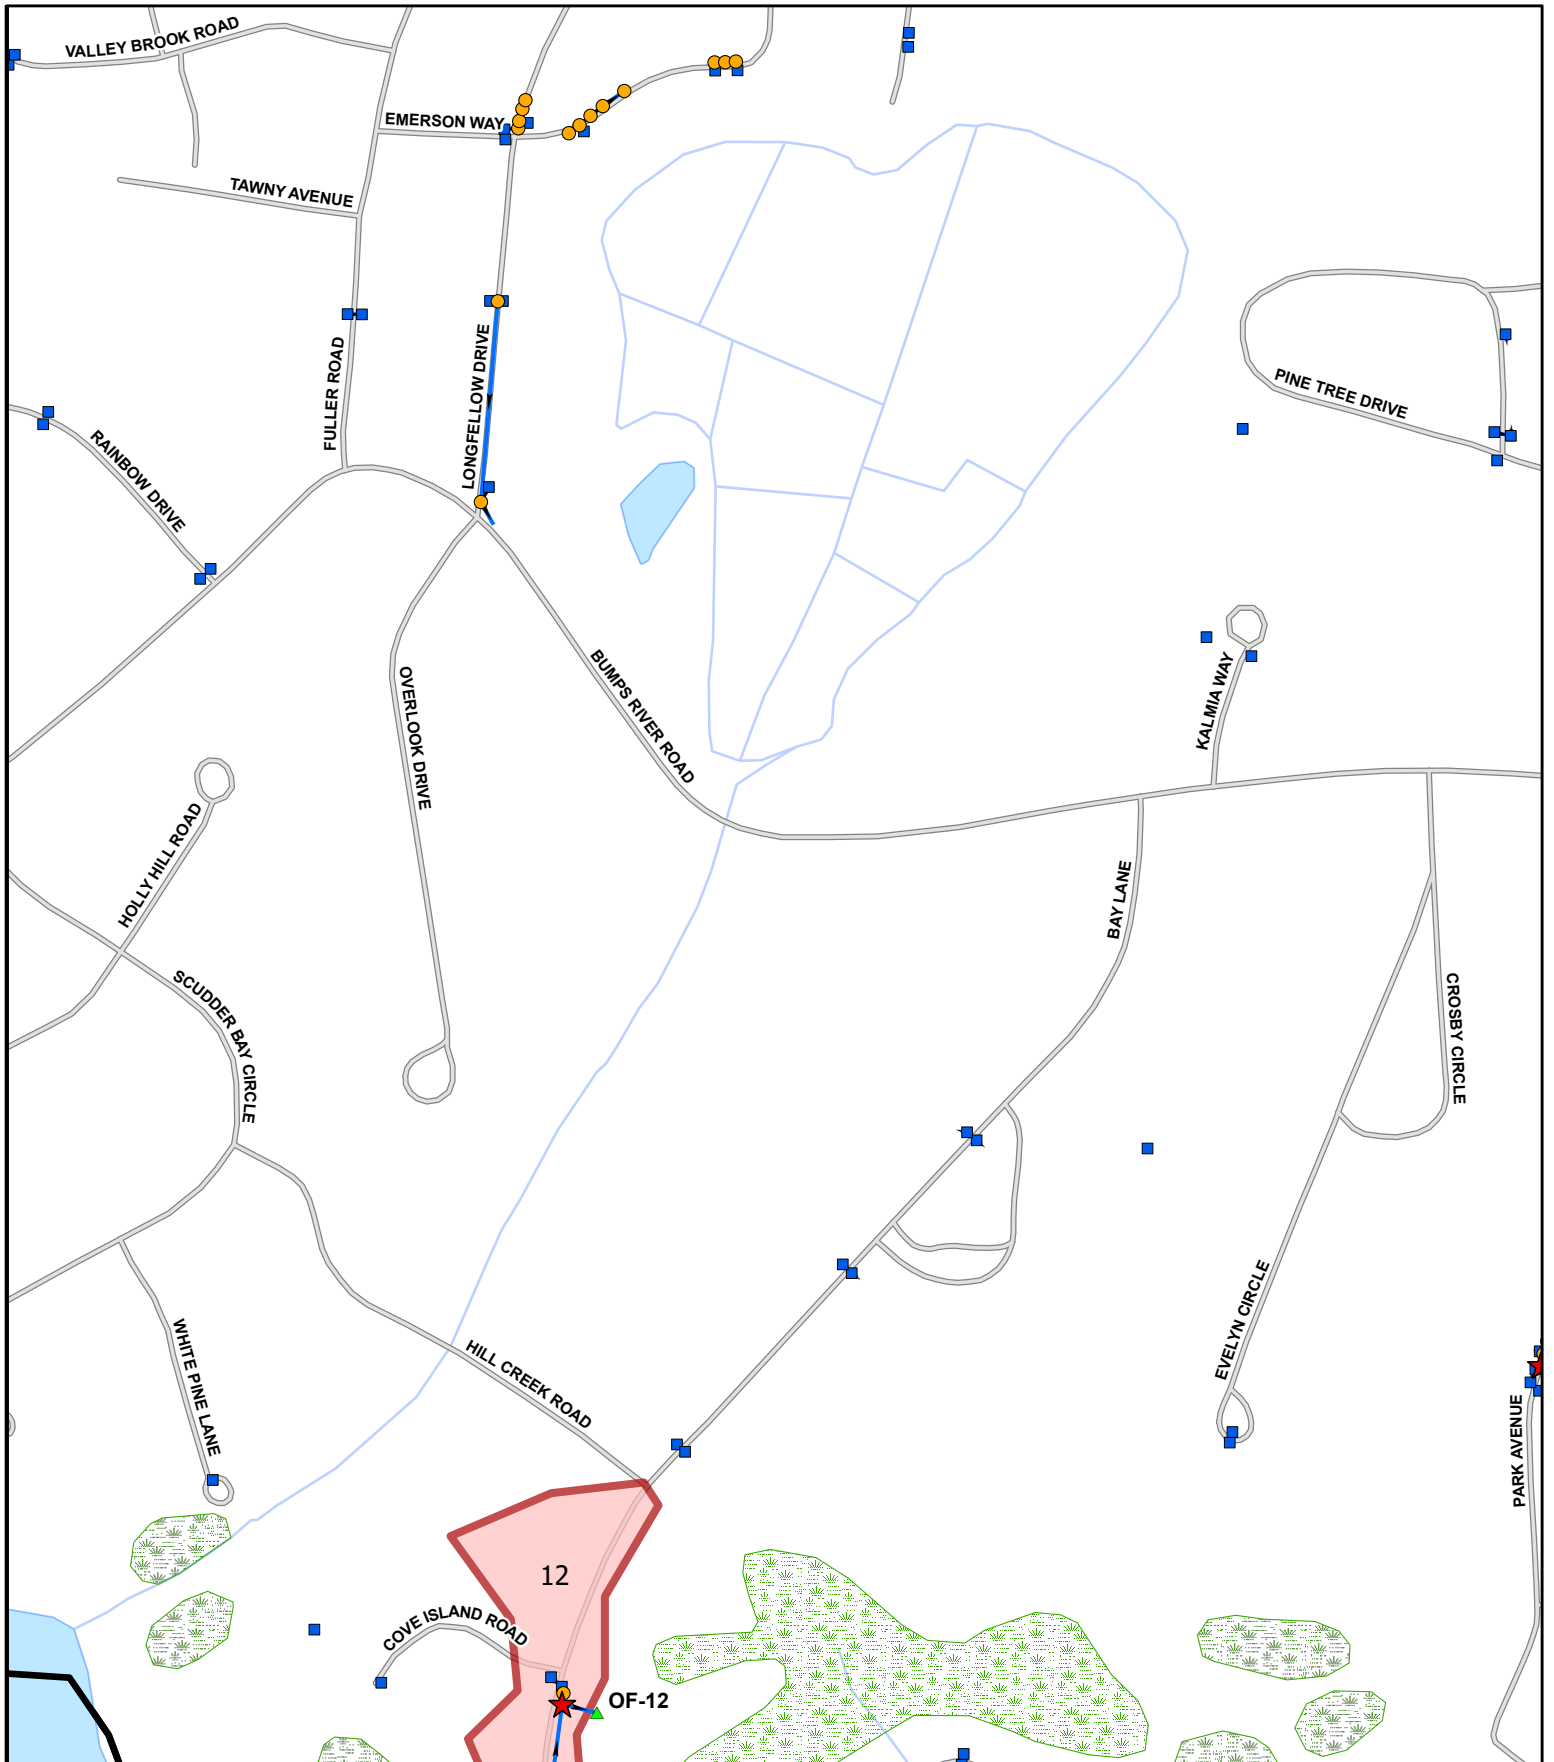 VALLEY BROOK ROAD
EMERSON WAY
TAWNY AVENUE
FULLER ROAD
LONGFELLOW DRIVE
PINE TREE DRIVE
RAINBOW DRIVE
BUMPS RIVER ROAD
OVERLOOK DRIVE
KALMIA WAY
HOLLY HILL ROAD
BAY LANE
SCUDDER BAY CIRCLE
CROSBY CIRCLE
EVELYN CIRCLE
WHITE PINE LANE
HILL CREEK ROAD
PARK AVENUE
12
COVE ISLAND ROAD
OF-12